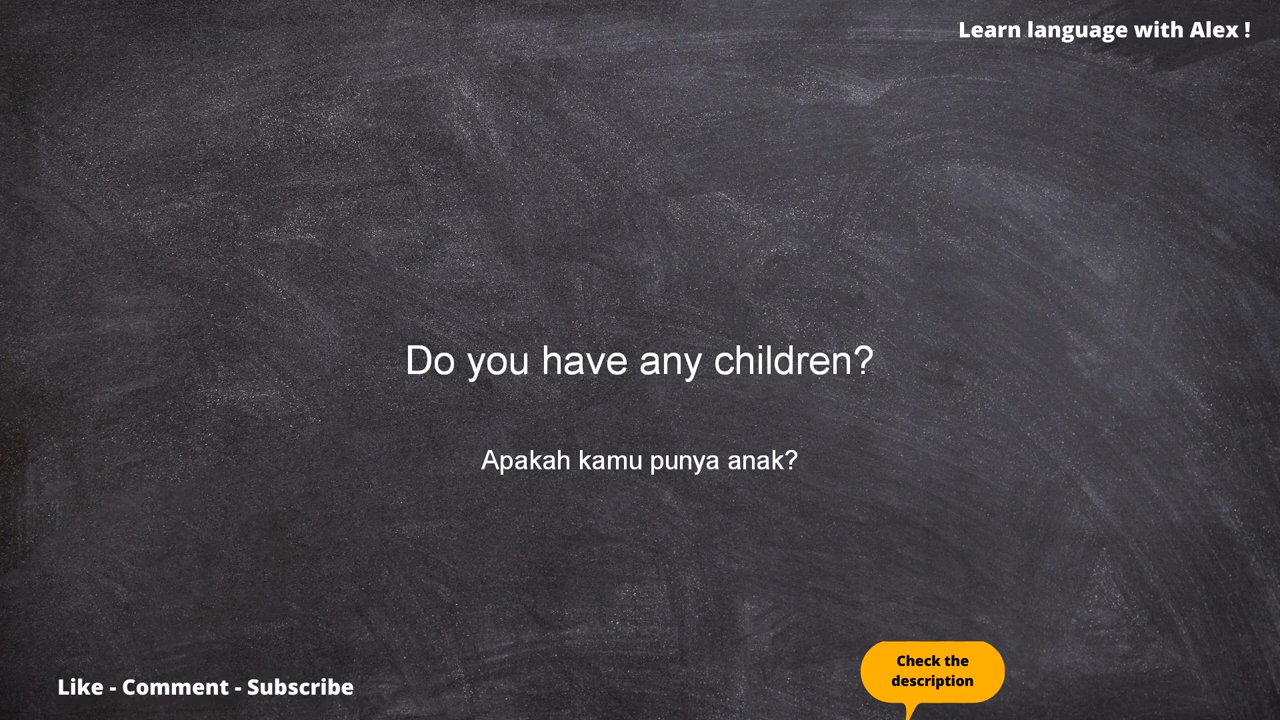 Learn language with Alex !
Do you have any children?
Apakah kamu punya anak?
Check the
description
Like - Comment - Subscribe